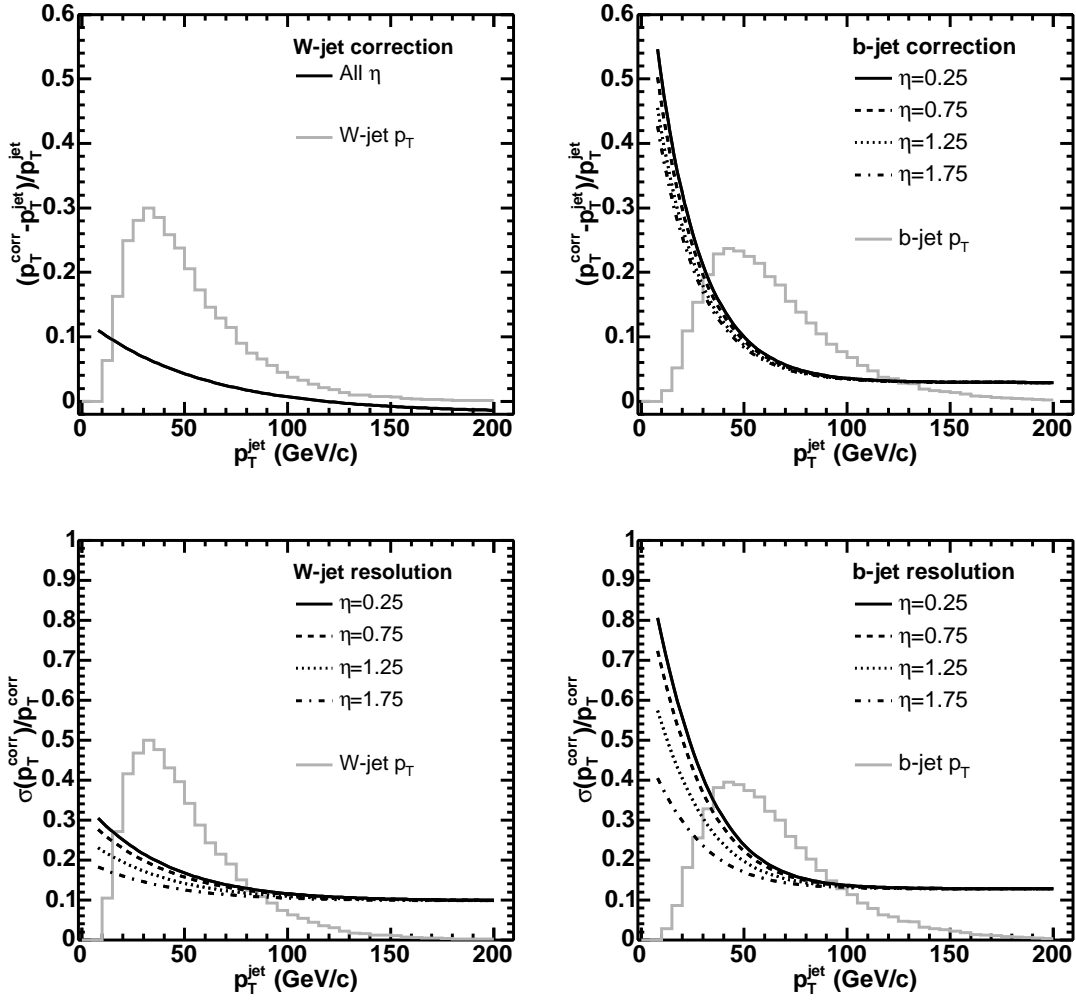 W-jet correction
All η
W-jet p_T
(p_T^corr-p_T^jet)/p_T^jet
0.6
0.5
0.4
0.3
0.2
0.1
0
0 50 100 150 200
p_T^jet (GeV/c)
b-jet correction
η=0.25
η=0.75
η=1.25
η=1.75
b-jet p_T
(p_T^corr-p_T^jet)/p_T^jet
0.6
0.5
0.4
0.3
0.2
0.1
0
0 50 100 150 200
p_T^jet (GeV/c)
W-jet resolution
η=0.25
η=0.75
η=1.25
η=1.75
W-jet p_T
σ(p_T^corr)/p_T^corr
1
0.9
0.8
0.7
0.6
0.5
0.4
0.3
0.2
0.1
0
0 50 100 150 200
p_T^jet (GeV/c)
b-jet resolution
η=0.25
η=0.75
η=1.25
η=1.75
b-jet p_T
σ(p_T^corr)/p_T^corr
1
0.9
0.8
0.7
0.6
0.5
0.4
0.3
0.2
0.1
0
0 50 100 150 200
p_T^jet (GeV/c)